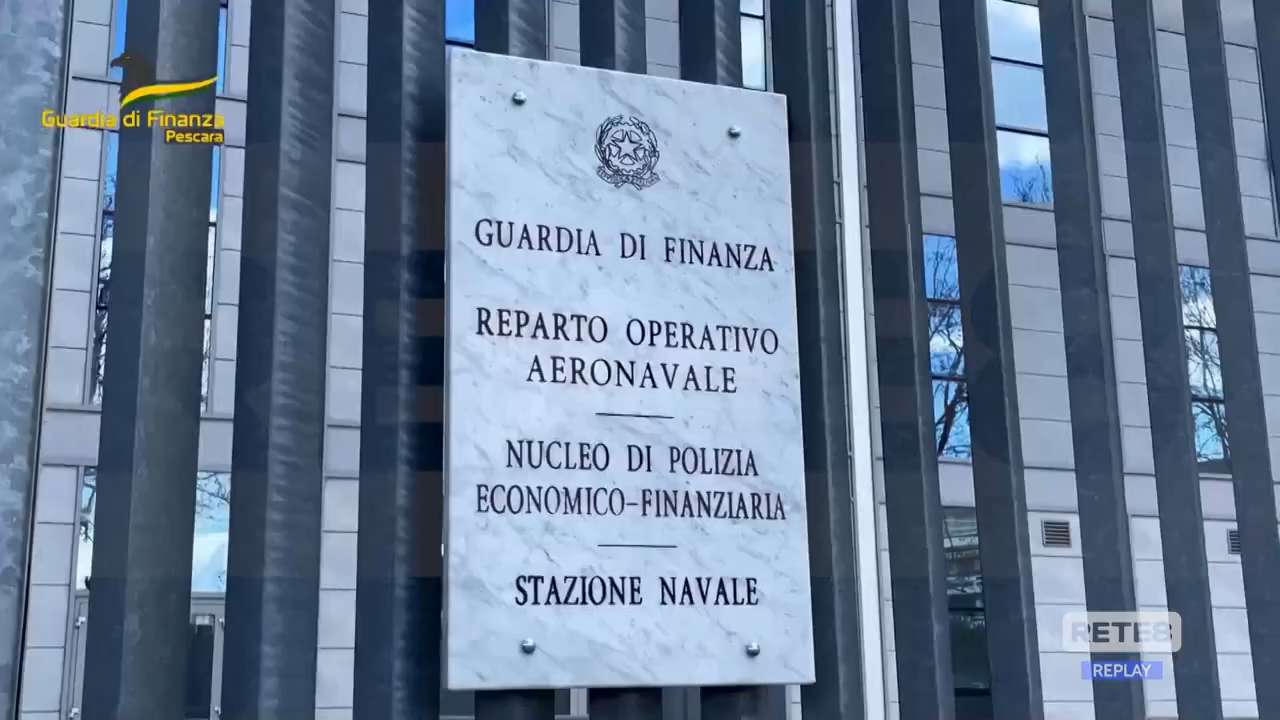 Guardia di Finanza
Pescara
GUARDIA DI FINANZA
REPARTO OPERATIVO
AERONAVALE
NUCLEO DI POLIZIA
ECONOMICO-FINANZIARIA
STAZIONE NAVALE
RETE8
REPLAY